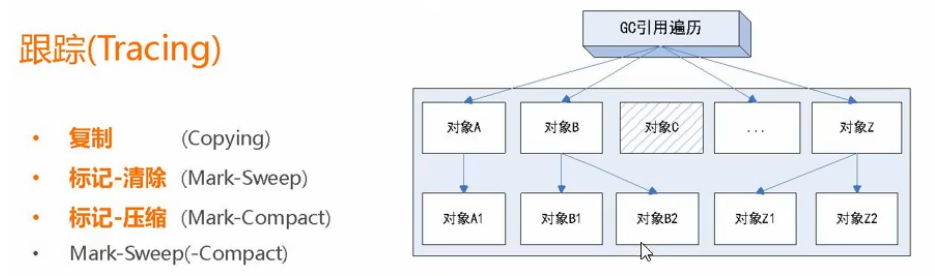 跟踪(Tracing)
• 复制 (Copying)
• 标记-清除 (Mark-Sweep)
• 标记-压缩 (Mark-Compact)
• Mark-Sweep(-Compact)
GC引用遍历
对象A 对象B 对象C ... 对象Z
对象A1 对象B1 对象B2 对象Z1 对象Z2